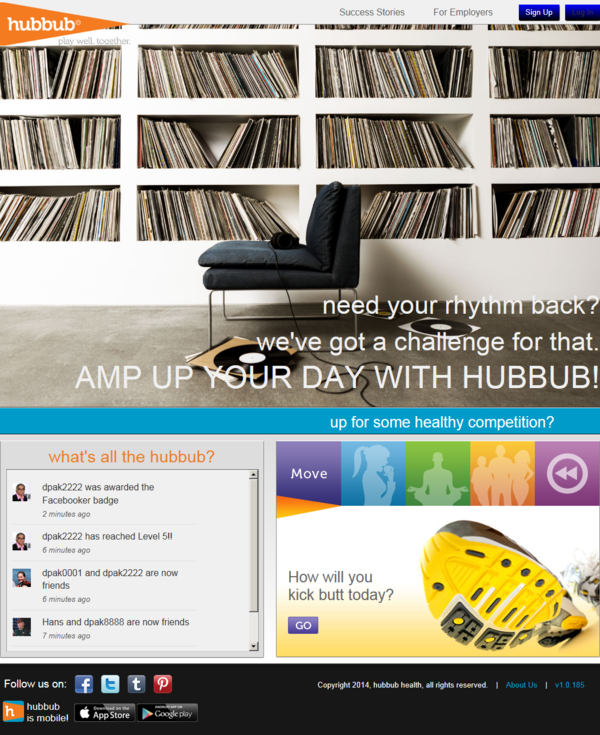 hubbub®
play well. together.
Success Stories
For Employers
Sign Up
Log In
need your rhythm back?
we've got a challenge for that.
AMP UP YOUR DAY WITH HUBBUB!
up for some healthy competition?
what's all the hubbub?
dpak2222 was awarded the
Facebooker badge
2 minutes ago
dpak2222 has reached Level 5!!
6 minutes ago
dpak0001 and dpak2222 are now
friends
6 minutes ago
Hans and dpak8888 are now friends
7 minutes ago
Move
How will you
kick butt today?
GO
Follow us on:
Copyright 2014, hubbub health, all rights reserved. | About Us | v1.0.185
hubbub
is mobile!
Download on the
App Store
ANDROID APP ON
Google play